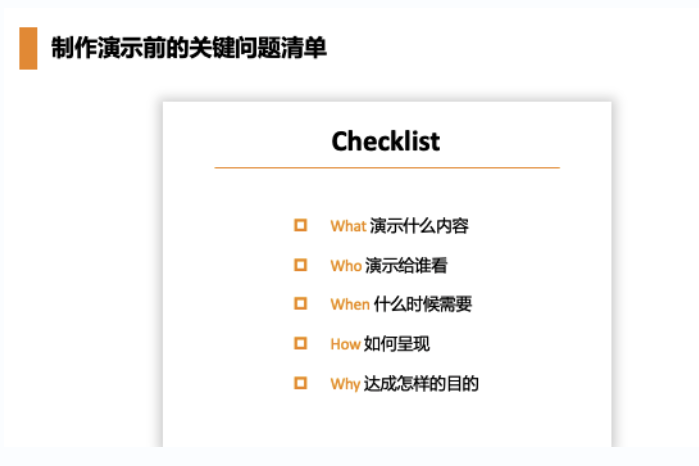 制作演示前的关键问题清单
Checklist
What 演示什么内容
Who 演示给谁看
When 什么时候需要
How 如何呈现
Why 达成怎样的目的